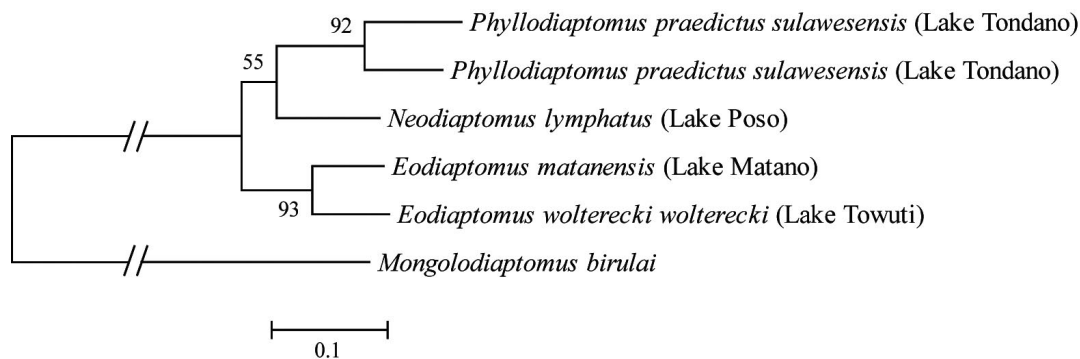 92
Phyllodiaptomus praedictus sulawesensis (Lake Tondano)
55
Phyllodiaptomus praedictus sulawesensis (Lake Tondano)
Neodiaptomus lymphatus (Lake Poso)
Eodiaptomus matanensis (Lake Matano)
93
Eodiaptomus wolterecki wolterecki (Lake Towuti)
Mongolodiaptomus birulai
0.1